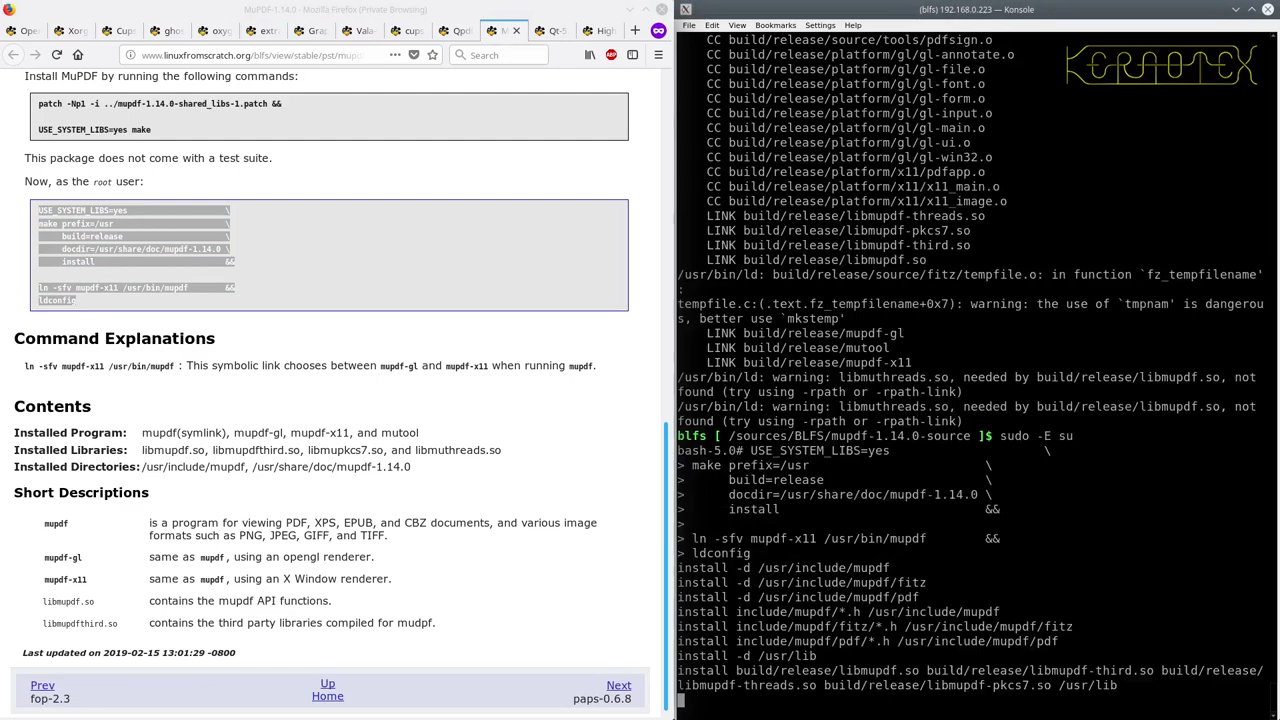 MuPDF-1.14.0 - Mozilla Firefox (Private Browsing)
Open
Xorg
Cups
ghos
oxyg
extr
Grap
Vala-
Cup
Qpdf
M
Qt-5
High
www.linuxfromscratch.org/blfs/view/stable/pst/mupd
Search
Install MuPDF by running the following commands:
patch -Np1 -i ../mupdf-1.14.0-shared_libs-1.patch &&
USE_SYSTEM_LIBS=yes make
This package does not come with a test suite.
Now, as the root user:
USE_SYSTEM_LIBS=yes \
make prefix=/usr \
build=release \
docdir=/usr/share/doc/mupdf-1.14.0 \
install &&
ln -sfv mupdf-x11 /usr/bin/mupdf &&
ldconfig
Command Explanations
ln -sfv mupdf-x11 /usr/bin/mupdf : This symbolic link chooses between mupdf-gl and mupdf-x11 when running mupdf.
Contents
Installed Program: mupdf(symlink), mupdf-gl, mupdf-x11, and mutool
Installed Libraries: libmupdf.so, libmupdfthird.so, libmupkcs7.so, and libmuthreads.so
Installed Directories: /usr/include/mupdf, /usr/share/doc/mupdf-1.14.0
Short Descriptions
mupdf is a program for viewing PDF, XPS, EPUB, and CBZ documents, and various image
formats such as PNG, JPEG, GIFF, and TIFF.
mupdf-gl same as mupdf, using an opengl renderer.
mupdf-x11 same as mupdf, using an X Window renderer.
libmupdf.so contains the mupdf API functions.
libmupdfthird.so contains the third party libraries compiled for mupdf.
Last updated on 2019-02-15 13:01:29 -0800
Prev Up Next
fop-2.3 Home paps-0.6.8
(blfs) 192.168.0.223 — Konsole
File Edit View Bookmarks Settings Help
KERAOTEX
CC build/release/source/tools/pdfsign.o
CC build/release/platform/gl/gl-annotate.o
CC build/release/platform/gl/gl-file.o
CC build/release/platform/gl/gl-font.o
CC build/release/platform/gl/gl-form.o
CC build/release/platform/gl/gl-input.o
CC build/release/platform/gl/gl-main.o
CC build/release/platform/gl/gl-ui.o
CC build/release/platform/gl/gl-win32.o
CC build/release/platform/x11/pdfapp.o
CC build/release/platform/x11/x11_main.o
CC build/release/platform/x11/x11_image.o
LINK build/release/libmupdf-threads.so
LINK build/release/libmupdf-pkcs7.so
LINK build/release/libmupdf-third.so
LINK build/release/libmupdf.so
/usr/bin/ld: build/release/source/fitz/tempfile.o: in function `fz_tempfilename'
:
tempfile.c:(.text.fz_tempfilename+0x7): warning: the use of `tmpnam' is dangerou
s, better use `mkstemp'
LINK build/release/mupdf-gl
LINK build/release/mutool
LINK build/release/mupdf-x11
/usr/bin/ld: warning: libmuthreads.so, needed by build/release/libmupdf.so, not
found (try using -rpath or -rpath-link)
/usr/bin/ld: warning: libmuthreads.so, needed by build/release/libmupdf.so, not
found (try using -rpath or -rpath-link)
blfs [ /sources/BLFS/mupdf-1.14.0-source ]$ sudo -E su
bash-5.0# USE_SYSTEM_LIBS=yes \
> make prefix=/usr \
> build=release \
> docdir=/usr/share/doc/mupdf-1.14.0 \
> install &&
>
> ln -sfv mupdf-x11 /usr/bin/mupdf &&
> ldconfig
install -d /usr/include/mupdf
install -d /usr/include/mupdf/fitz
install -d /usr/include/mupdf/pdf
install include/mupdf/*.h /usr/include/mupdf
install include/mupdf/fitz/*.h /usr/include/mupdf/fitz
install include/mupdf/pdf/*.h /usr/include/mupdf/pdf
install -d /usr/lib
install build/release/libmupdf.so build/release/libmupdf-third.so build/release/
libmupdf-threads.so build/release/libmupdf-pkcs7.so /usr/lib